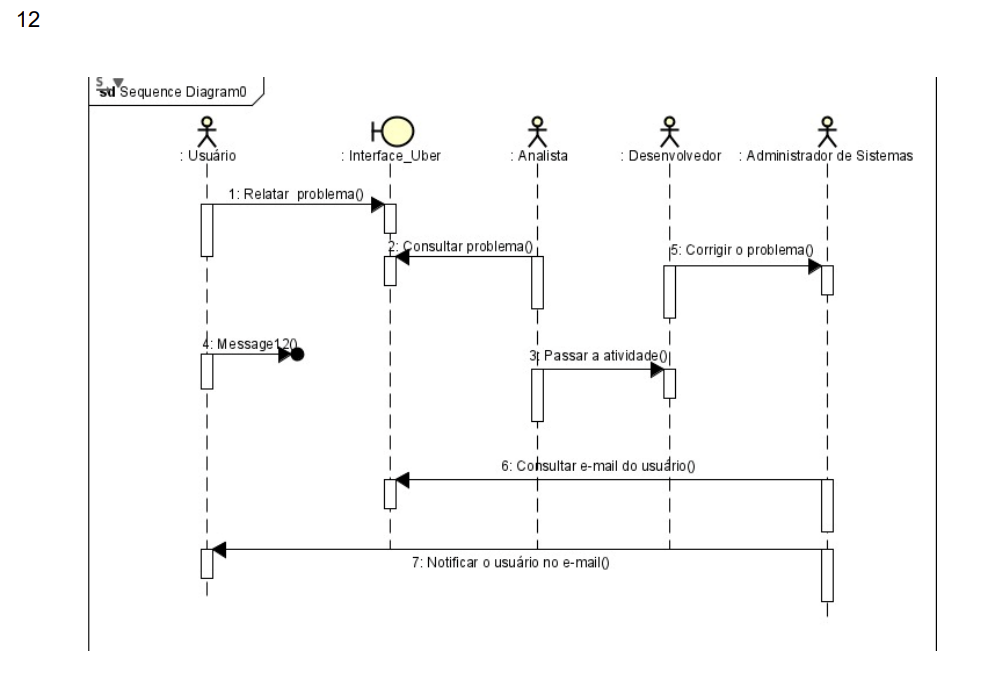 12
sd Sequence Diagram0
: Usuário
: Interface_Uber
: Analista
: Desenvolvedor
: Administrador de Sistemas
1: Relatar problema()
2: Consultar problema()
5: Corrigir o problema()
4: Message12()
3: Passar a atividade()
6: Consultar e-mail do usuário()
7: Notificar o usuário no e-mail()